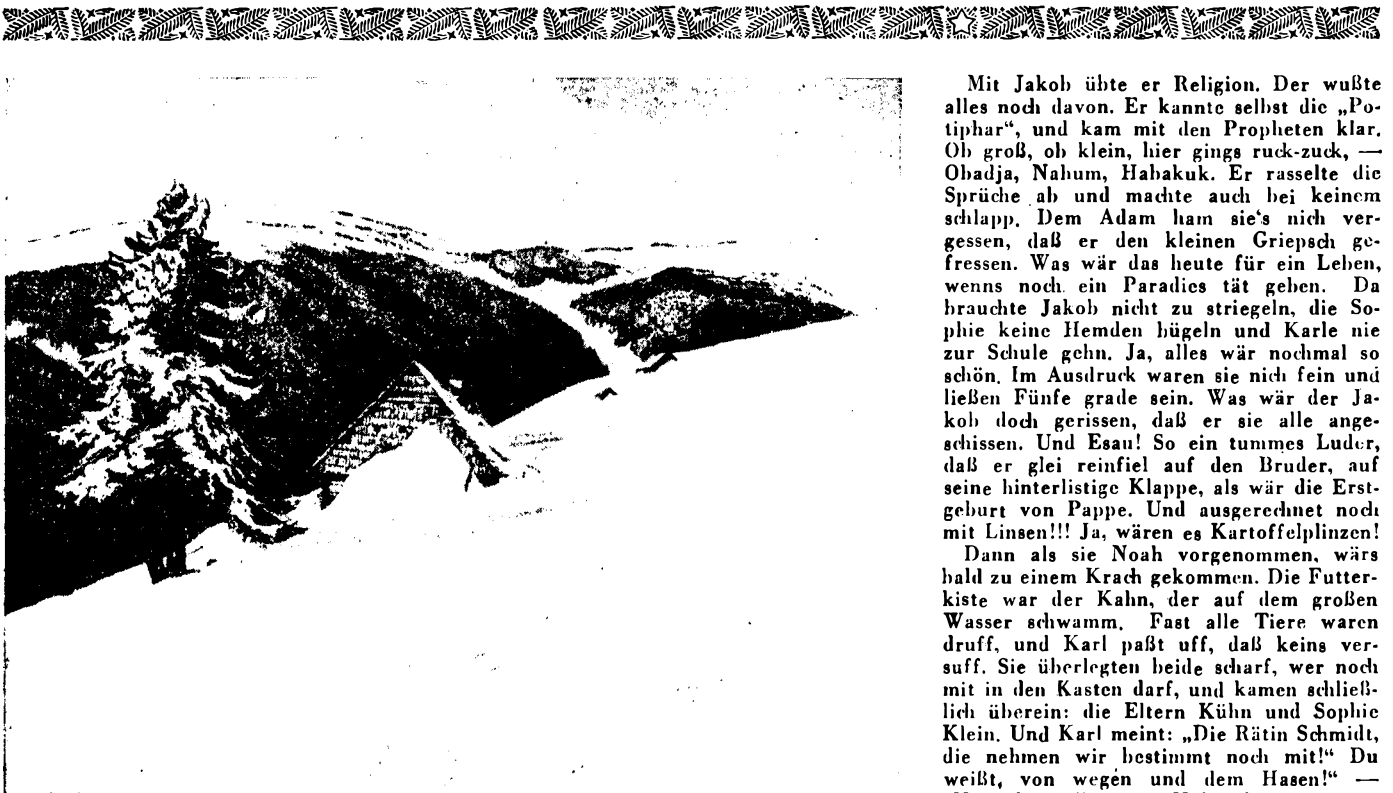 Mit Jakob übte er Religion. Der wußte
alles noch davon. Er kannte selbst die „Po-
tiphar“, und kam mit den Propheten klar.
Ob groß, ob klein, hier gings ruck-zuck, —
Obadja, Nahum, Habakuk. Er rasselte die
Sprüche ab und machte auch bei keinem
schlapp. Dem Adam ham sie's nich ver-
gessen, daß er den kleinen Griepsch ge-
fressen. Was wär das heute für ein Leben,
wenns noch ein Paradies tät geben. Da
brauchte Jakob nicht zu striegeln, die So-
phie keine Hemden bügeln und Karle nie
zur Schule gehn. Ja, alles wär nochmal so
schön. Im Ausdruck waren sie nich fein und
ließen Fünfe grade sein. Was wär der Ja-
kob doch gerissen, daß er sie alle ange-
schissen. Und Esau! So ein tummes Luder,
daß er glei reinfiel auf den Bruder, auf
seine hinterlistige Klappe, als wär die Erst-
geburt von Pappe. Und ausgerechnet noch
mit Linsen!!! Ja, wären es Kartoffelplinzen!
Dann als sie Noah vorgenommen, wärs
bald zu einem Krach gekommen. Die Futter-
kiste war der Kahn, der auf dem großen
Wasser schwamm. Fast alle Tiere waren
druff, und Karl paßt uff, daß keins ver-
suff. Sie überlegten beide scharf, wer noch
mit in den Kasten darf, und kamen schließ-
lich überein: die Eltern Kühn und Sophie
Klein. Und Karl meint: „Die Rätin Schmidt,
die nehmen wir bestimmt noch mit!“ Du
weißt, von wegen und dem Hasen!“ —